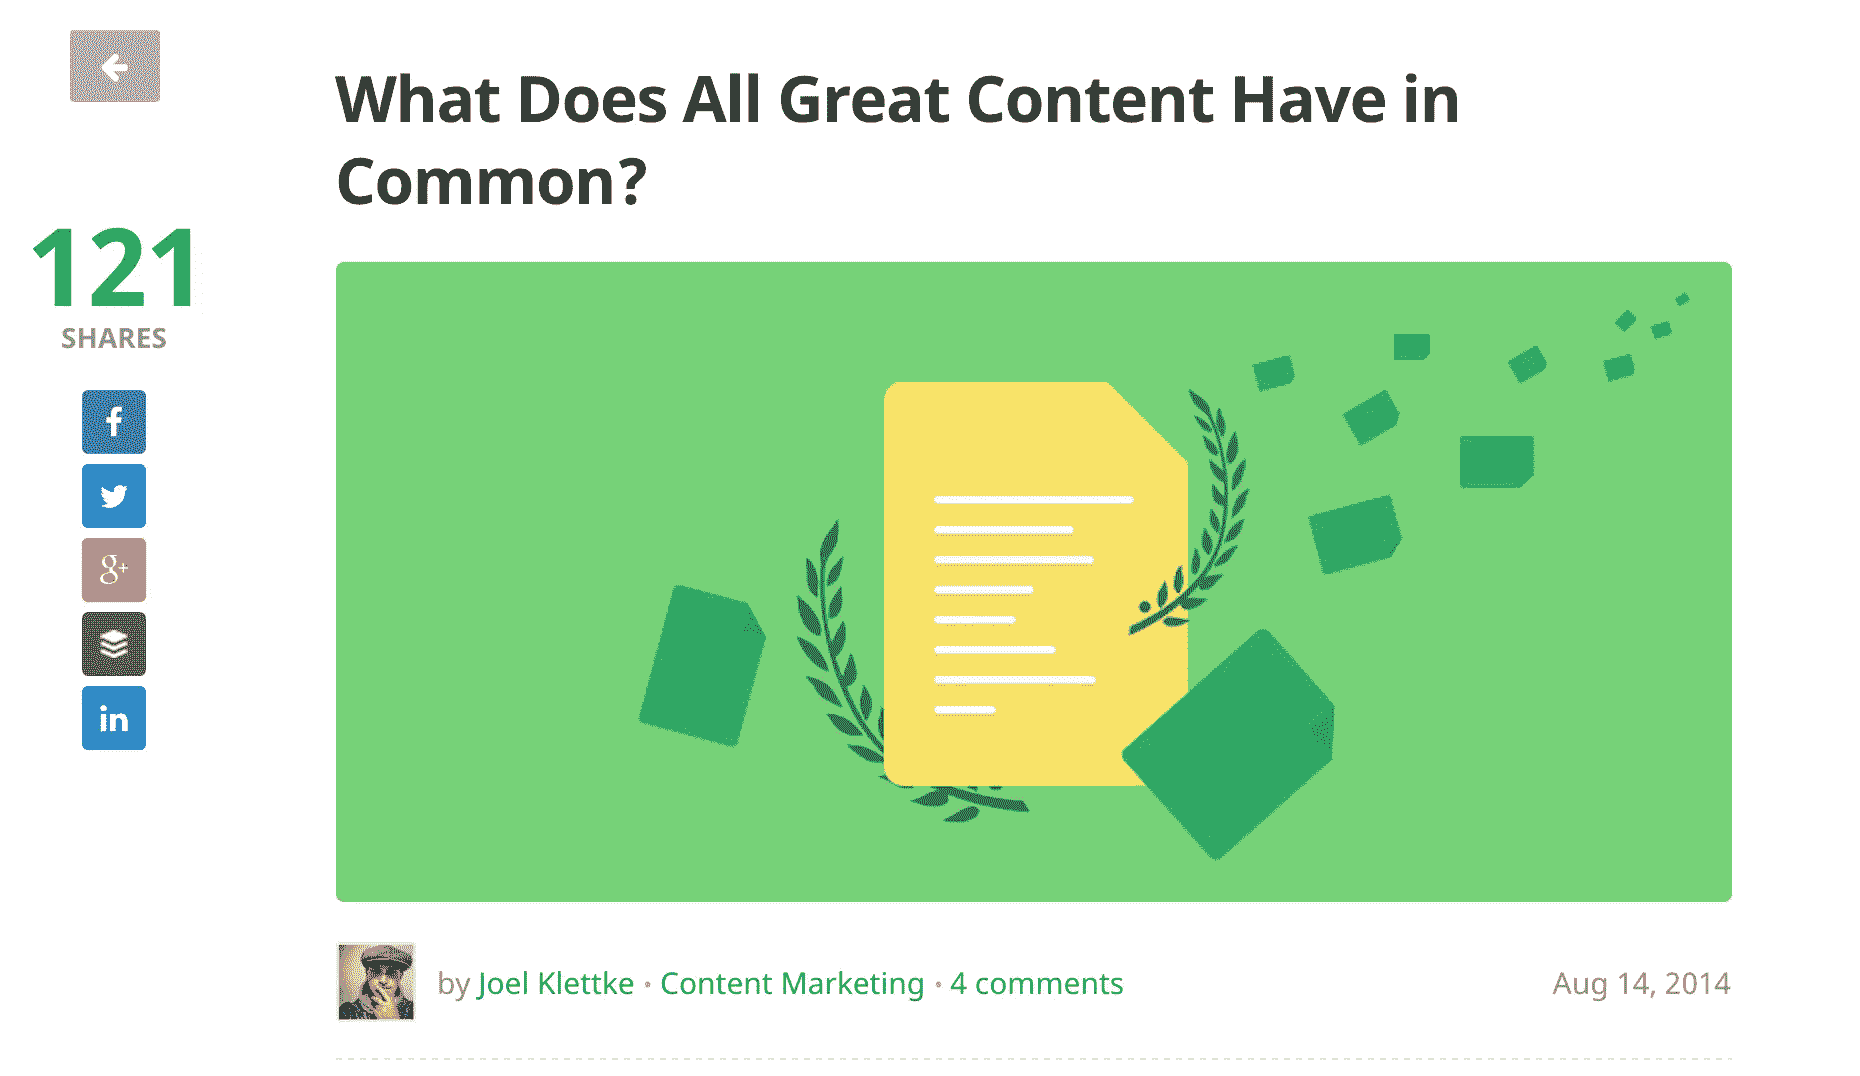 What Does All Great Content Have in
Common?
121
SHARES
f
g+
in
by Joel Klettke · Content Marketing · 4 comments
Aug 14, 2014